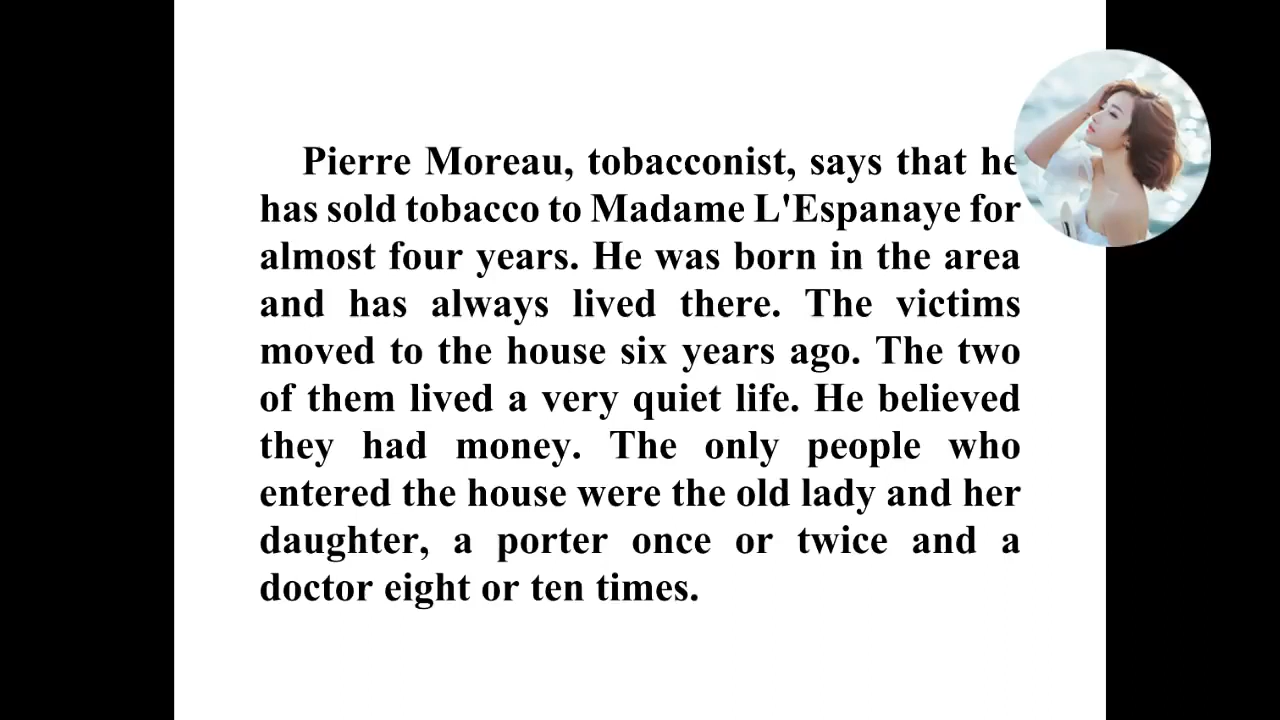 Pierre Moreau, tobacconist, says that he
has sold tobacco to Madame L'Espanaye for
almost four years. He was born in the area
and has always lived there. The victims
moved to the house six years ago. The two
of them lived a very quiet life. He believed
they had money. The only people who
entered the house were the old lady and her
daughter, a porter once or twice and a
doctor eight or ten times.